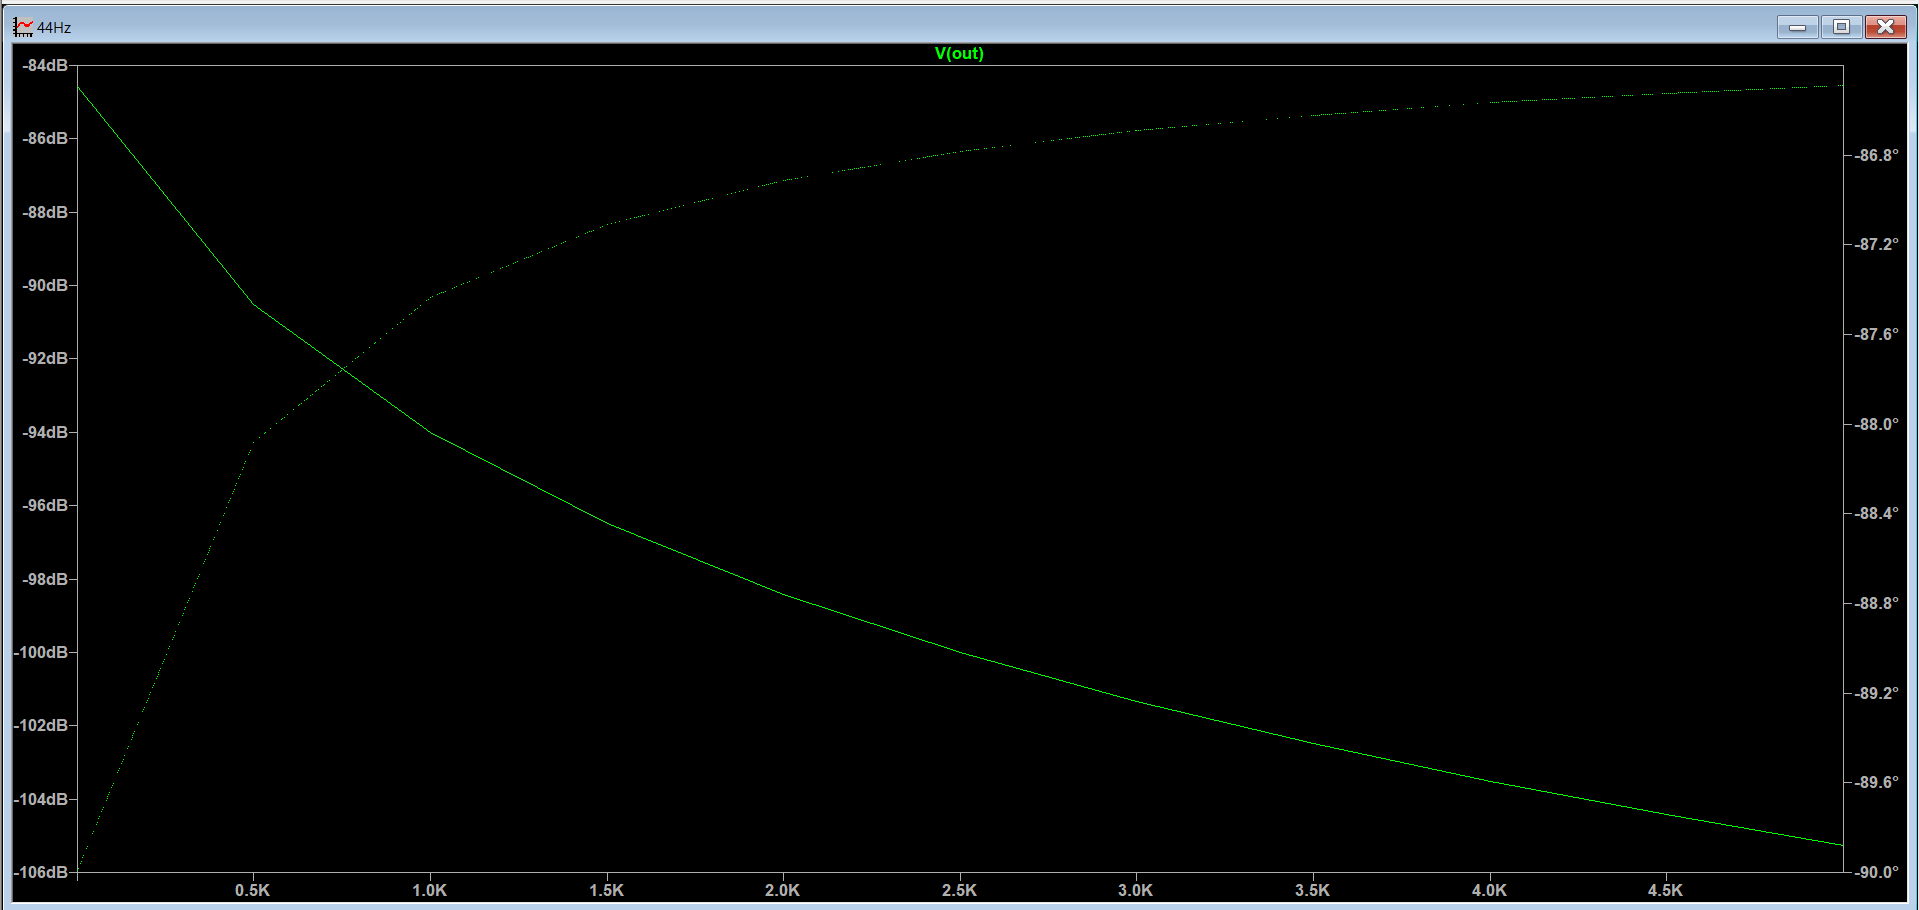 44Hz
V(out)
-84dB
-86dB
-88dB
-90dB
-92dB
-94dB
-96dB
-98dB
-100dB
-102dB
-104dB
-106dB
-86.8°
-87.2°
-87.6°
-88.0°
-88.4°
-88.8°
-89.2°
-89.6°
-90.0°
0.5K 1.0K 1.5K 2.0K 2.5K 3.0K 3.5K 4.0K 4.5K